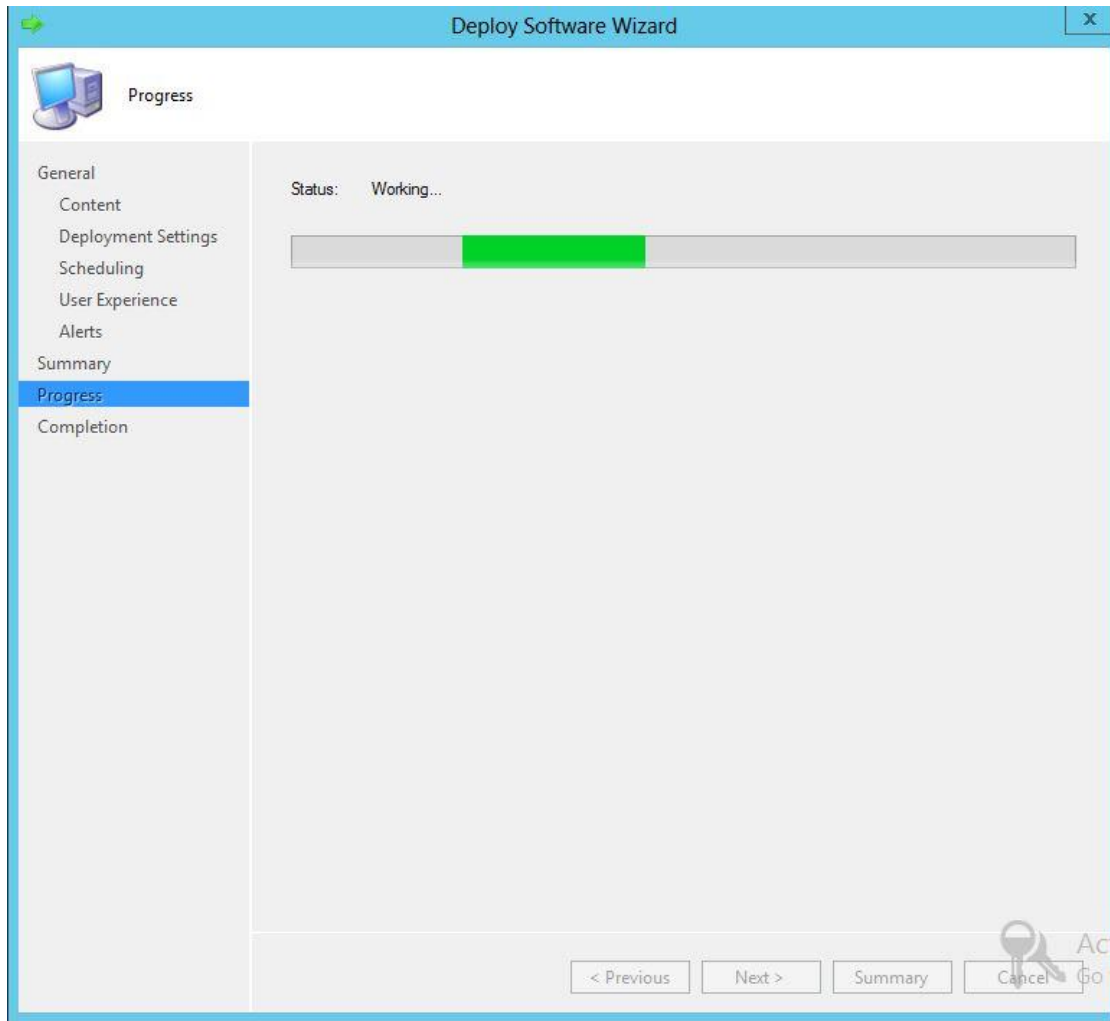 Deploy Software Wizard
x
Progress
General
Content
Deployment Settings
Scheduling
User Experience
Alerts
Summary
Progress
Completion
Status: Working...
< Previous Next > Summary Cancel
Go